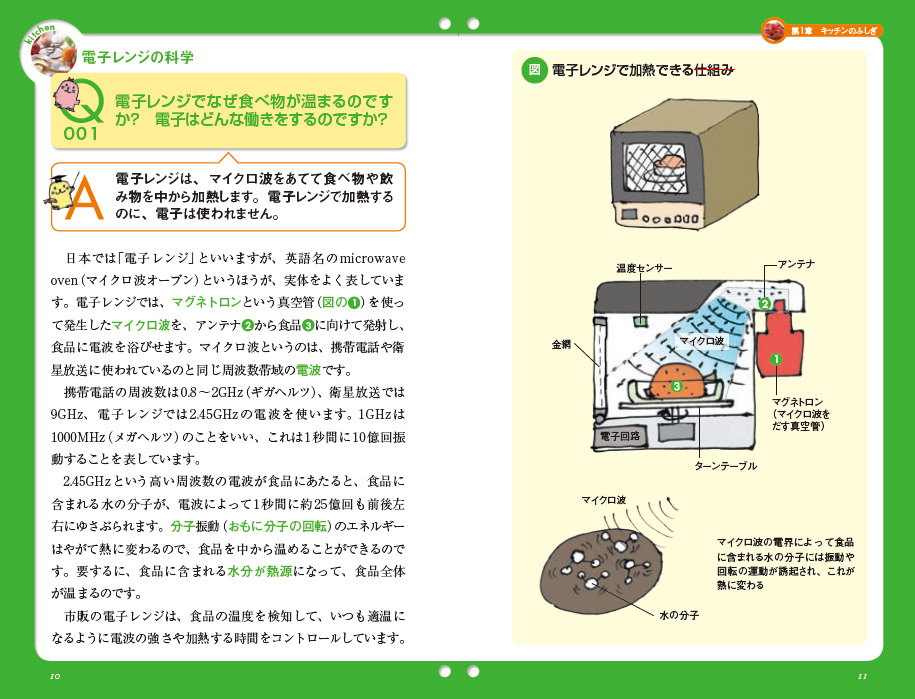 kitchen
電子レンジの科学
Q
001
電子レンジでなぜ食べ物が温まるのです
か? 電子はどんな働きをするのですか?
A
電子レンジは、マイクロ波をあてて食べ物や飲
み物を中から加熱します。電子レンジで加熱する
のに、電子は使われません。
日本では「電子レンジ」といいますが、英語名のmicrowave
oven(マイクロ波オーブン)というほうが、実体をよく表していま
す。電子レンジでは、マグネトロンという真空管(図の❶)を使っ
て発生したマイクロ波を、アンテナ❷から食品❸に向けて発射し、
食品に電波を浴びせます。マイクロ波というのは、携帯電話や衛
星放送に使われているのと同じ周波数帯域の電波です。
携帯電話の周波数は0.8〜2GHz(ギガヘルツ)、衛星放送では
9GHz、電子レンジでは2.45GHzの電波を使います。1GHzは
1000MHz(メガヘルツ)のことをいい、これは1秒間に10億回振
動することを表しています。
2.45GHzという高い周波数の電波が食品にあたると、食品に
含まれる水の分子が、電波によって1秒間に約25億回も前後左
右にゆさぶられます。分子振動(おもに分子の回転)のエネルギー
はやがて熱に変わるので、食品を中から温めることができるので
す。要するに、食品に含まれる水分が熱源になって、食品全体
が温まるのです。
市販の電子レンジは、食品の温度を検知して、いつも適温に
なるように電波の強さや加熱する時間をコントロールしています。
10
第1章 キッチンのふしぎ
図 電子レンジで加熱できる仕組み
温度センサー
アンテナ
❷
金網
マイクロ波
❶
❸
マグネトロン
(マイクロ波を
だす真空管)
電子回路
ターンテーブル
マイクロ波
マイクロ波の電界によって食品
に含まれる水の分子には振動や
回転の運動が誘起され、これが
熱に変わる
水の分子
11